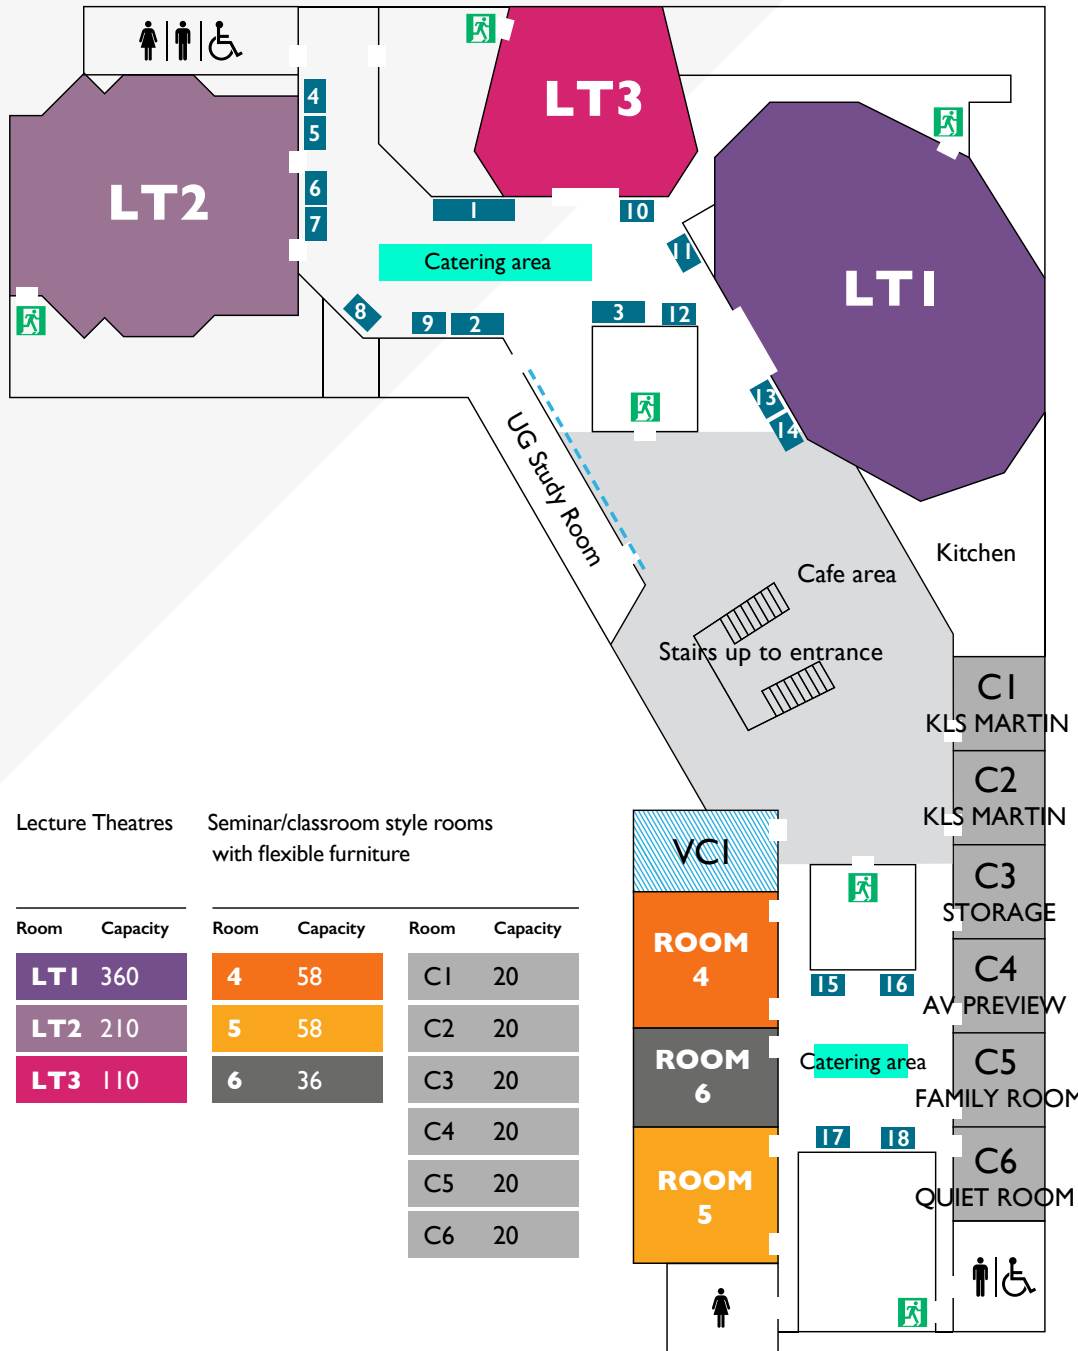 LT3
4
5
LT2
6
7
1
10
11
Catering area
LT1
8
9
2
3
12
13
14
UG Study Room
Kitchen
Cafe area
Stairs up to entrance
C1
KLS MARTIN
C2
KLS MARTIN
VC1
C3
STORAGE
ROOM
4
C4
AV PREVIEW
15
16
ROOM
6
Catering area
C5
FAMILY ROOM
17
18
ROOM
5
C6
QUIET ROOM
Lecture Theatres
Seminar/classroom style rooms
with flexible furniture
Room Capacity
LT1 360
LT2 210
LT3 110
Room Capacity
4 58
5 58
6 36
Room Capacity
C1 20
C2 20
C3 20
C4 20
C5 20
C6 20